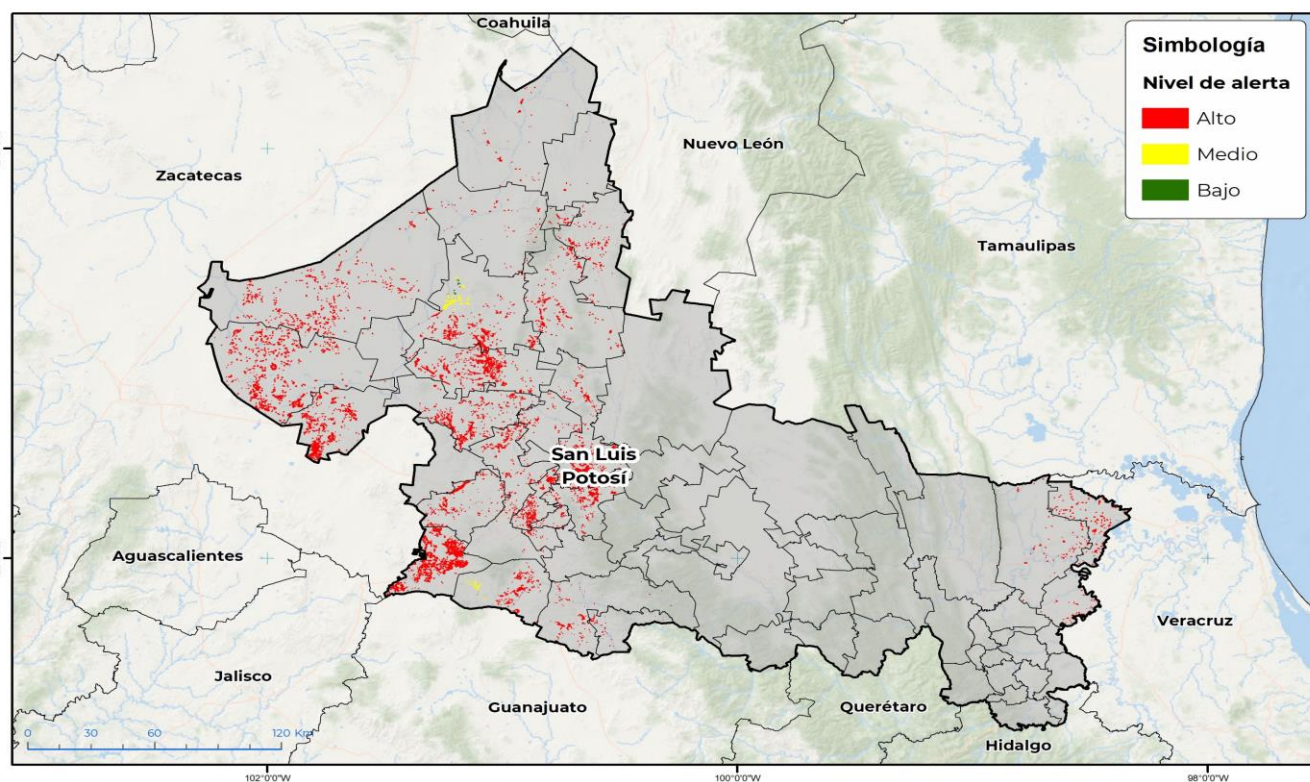 Coahuila
Simbología
Nivel de alerta
Alto
Medio
Bajo
Nuevo León
Zacatecas
Tamaulipas
San Luis
Potosí
Aguascalientes
Veracruz
Jalisco
Guanajuato
Querétaro
Hidalgo
0 30 60 120 Km
102°0'0"W 100°0'0"W 98°0'0"W